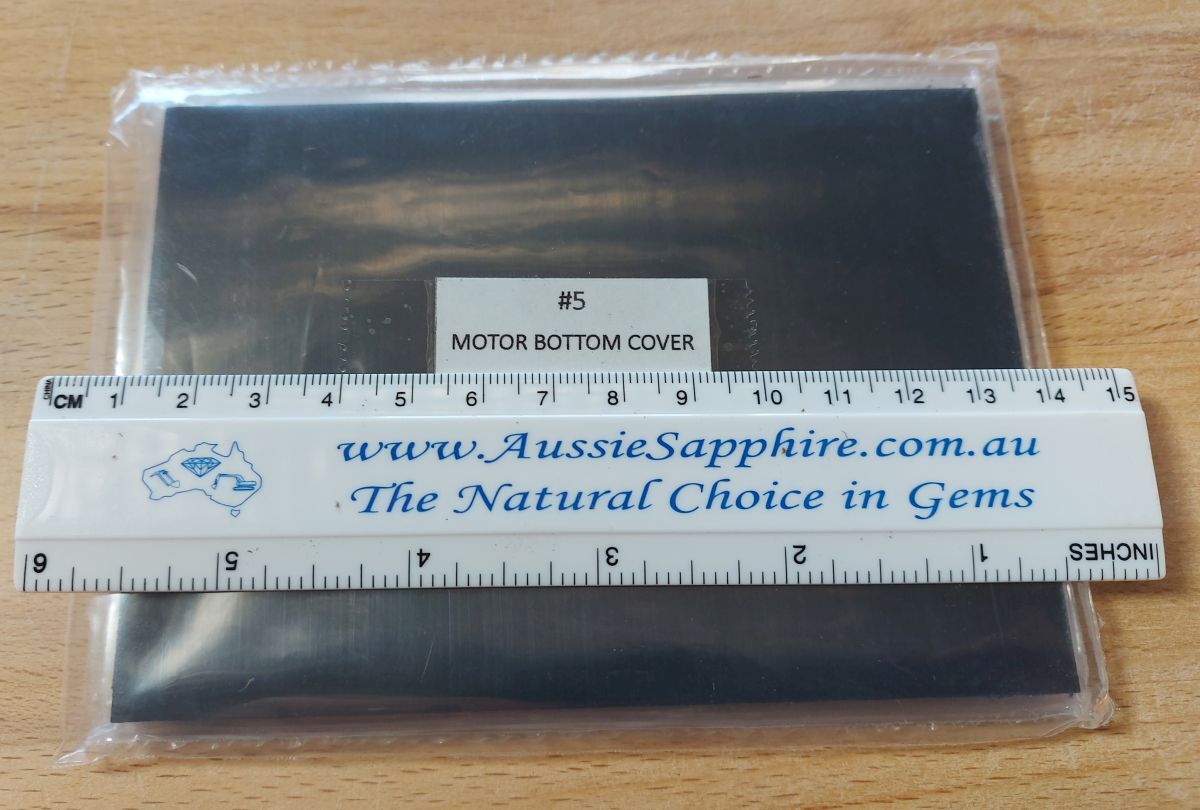 #5
MOTOR BOTTOM COVER
CHINA
CM 1 2 3 4 5 6 7 8 9 10 11 12 13 14 15
www.AussieSapphire.com.au
The Natural Choice in Gems
6 5 4 3 2 1 INCHES